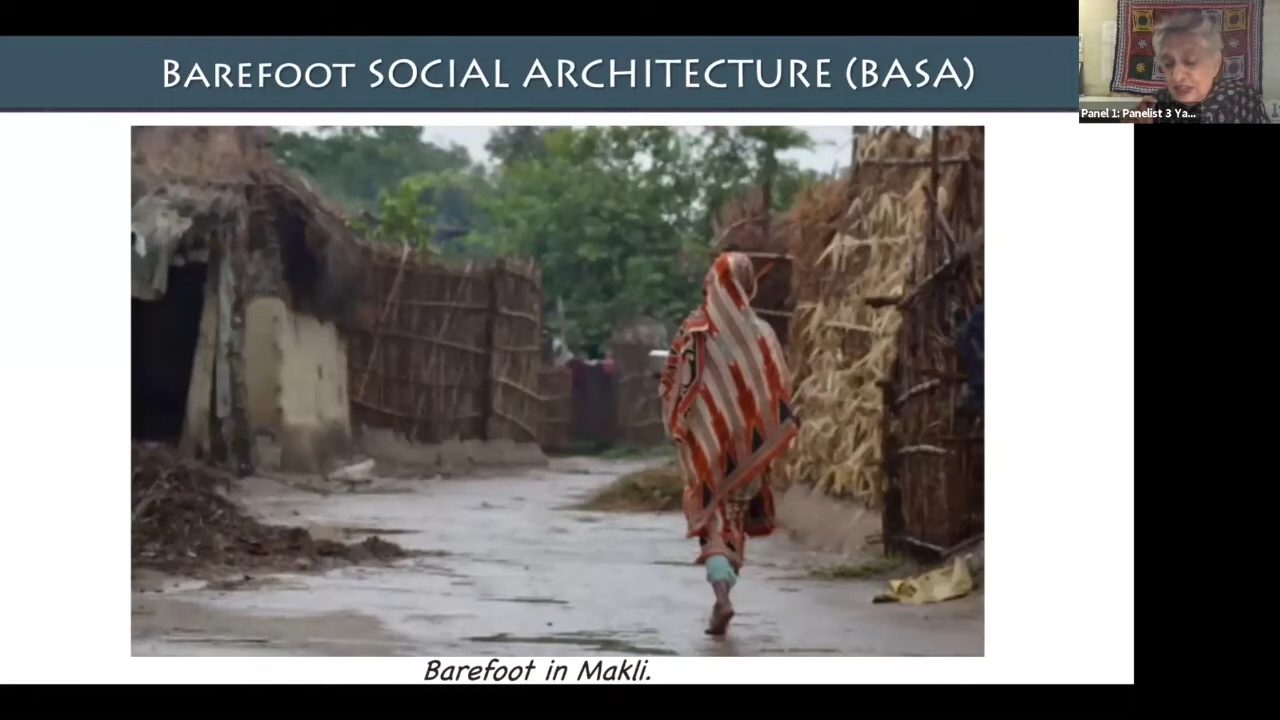 BAREFOOT SOCIAL ARCHITECTURE (BASA)
Panel 1: Panelist 3 Ya...
Barefoot in Makli.